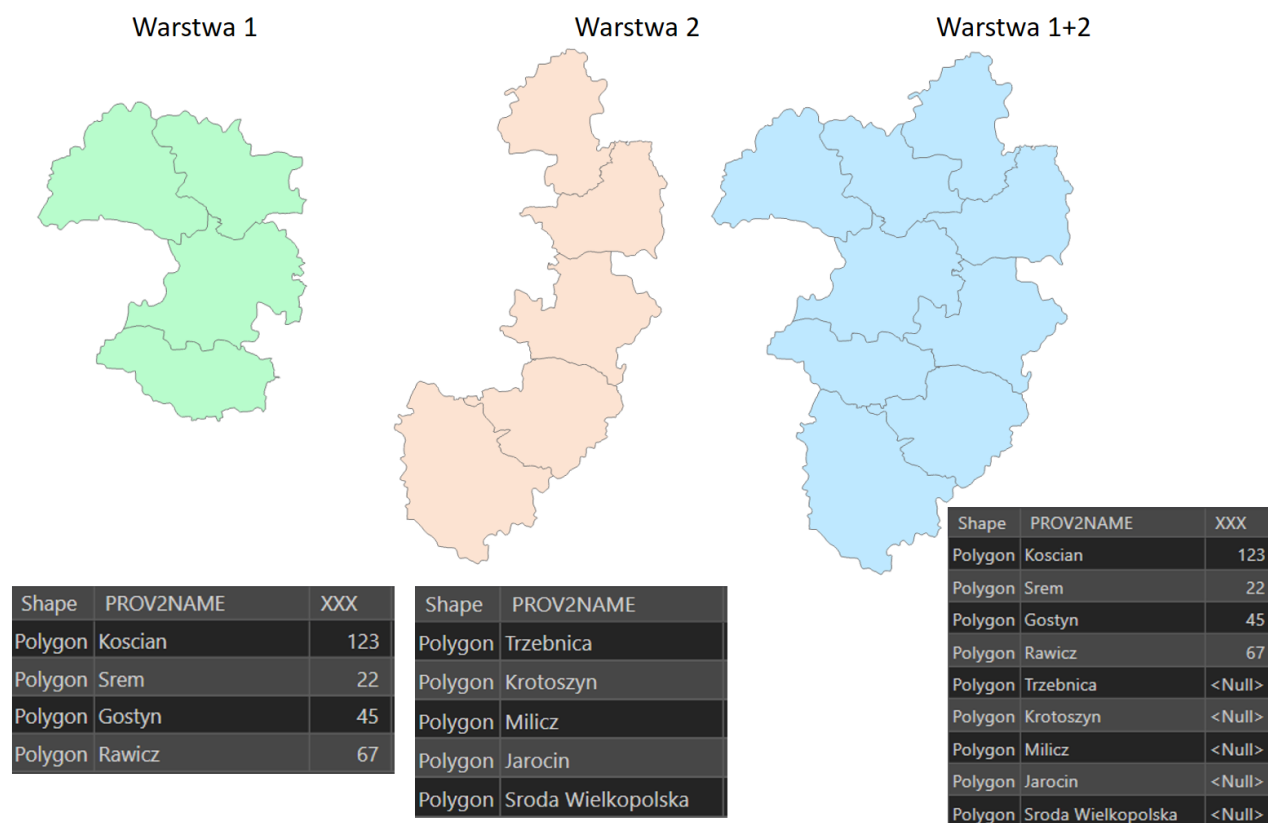 Warstwa 1
Warstwa 2
Warstwa 1+2
Shape PROV2NAME XXX
Polygon Koscian 123
Polygon Srem 22
Polygon Gostyn 45
Polygon Rawicz 67
Shape PROV2NAME
Polygon Trzebnica
Polygon Krotoszyn
Polygon Milicz
Polygon Jarocin
Polygon Sroda Wielkopolska
Shape PROV2NAME XXX
Polygon Koscian 123
Polygon Srem 22
Polygon Gostyn 45
Polygon Rawicz 67
Polygon Trzebnica <Null>
Polygon Krotoszyn <Null>
Polygon Milicz <Null>
Polygon Jarocin <Null>
Polygon Sroda Wielkopolska <Null>